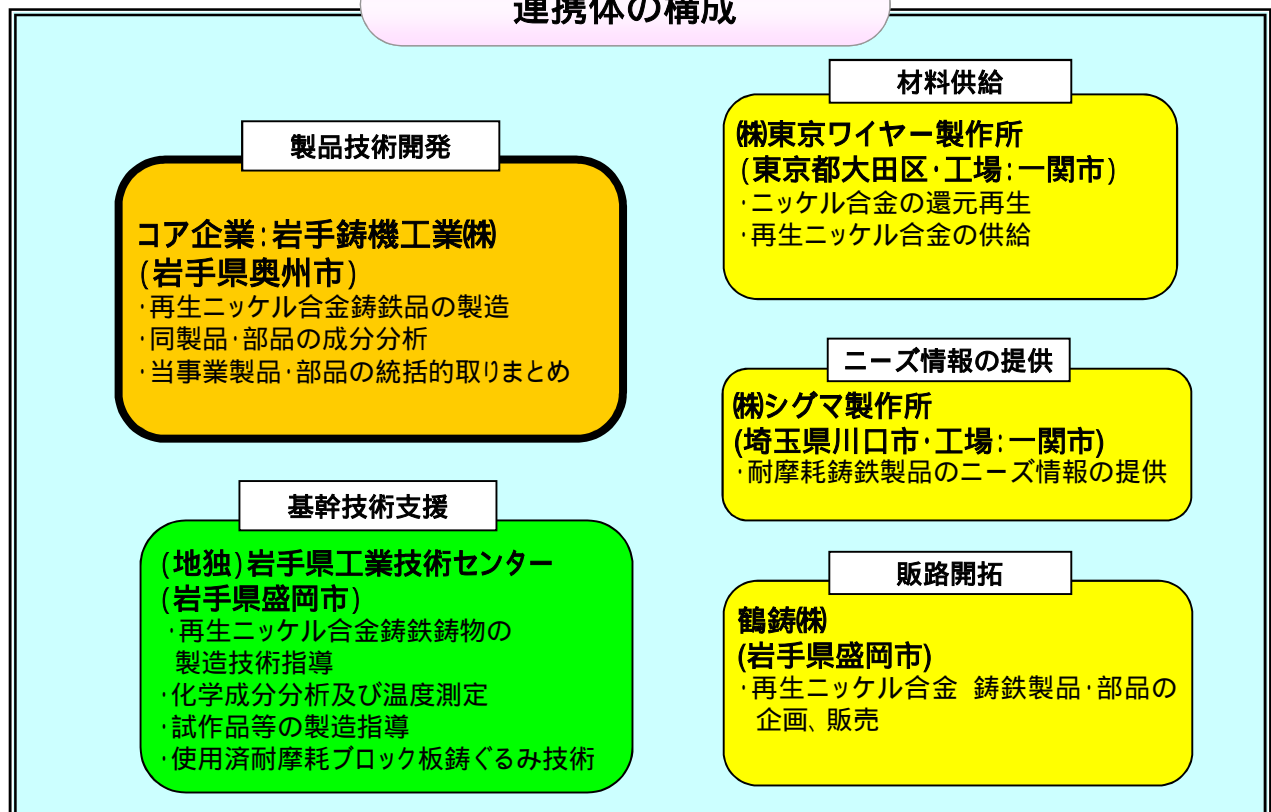 連携体の構成
製品技術開発
コア企業:岩手鋳機工業㈱
(岩手県奥州市)
･再生ニッケル合金鋳鉄品の製造
･同製品･部品の成分分析
･当事業製品･部品の統括的取りまとめ
基幹技術支援
(地独)岩手県工業技術センター
(岩手県盛岡市)
･再生ニッケル合金鋳鉄鋳物の
製造技術指導
･化学成分分析及び温度測定
･試作品等の製造指導
･使用済耐摩耗ブロック板鋳ぐるみ技術
材料供給
㈱東京ワイヤー製作所
(東京都大田区･工場:一関市)
･ニッケル合金の還元再生
･再生ニッケル合金の供給
ニーズ情報の提供
㈱シグマ製作所
(埼玉県川口市･工場:一関市)
･耐摩耗鋳鉄製品のニーズ情報の提供
販路開拓
鶴鋳㈱
(岩手県盛岡市)
･再生ニッケル合金 鋳鉄製品･部品の
企画、販売